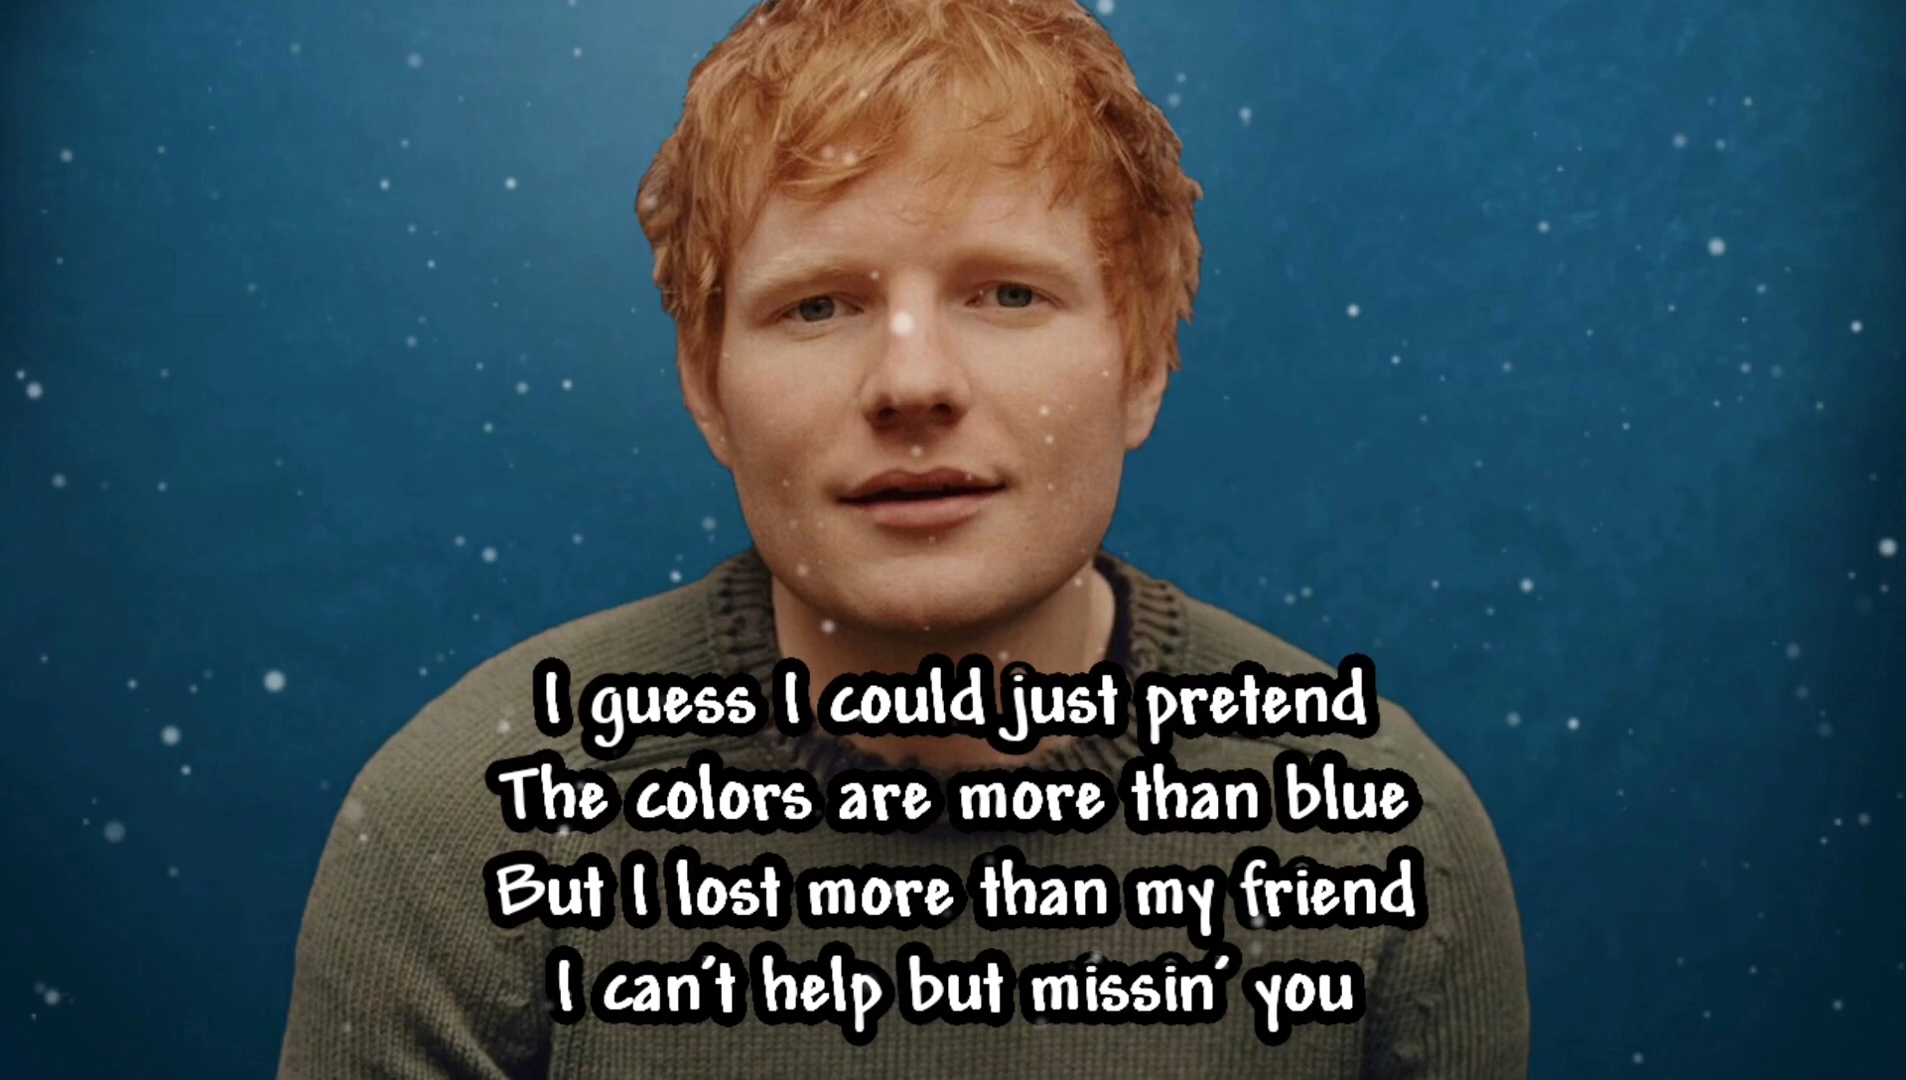 I guess I could just pretend
The colors are more than blue
But I lost more than my friend
I can't help but missin' you